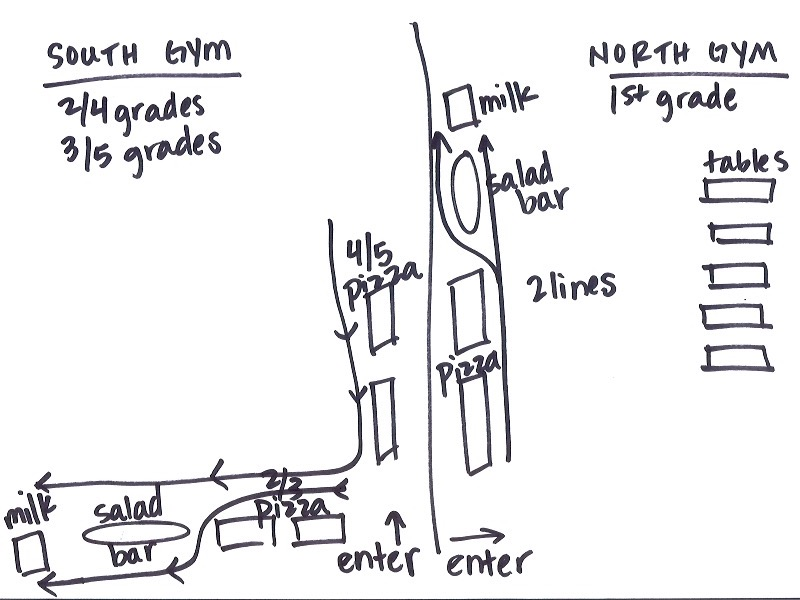 SOUTH GYM
2/4 grades
3/5 grades
NORTH GYM
1st grade
milk
salad
bar
tables
4/5
Pizza
2 lines
Pizza
2/3
Pizza
milk
salad
bar
enter
enter